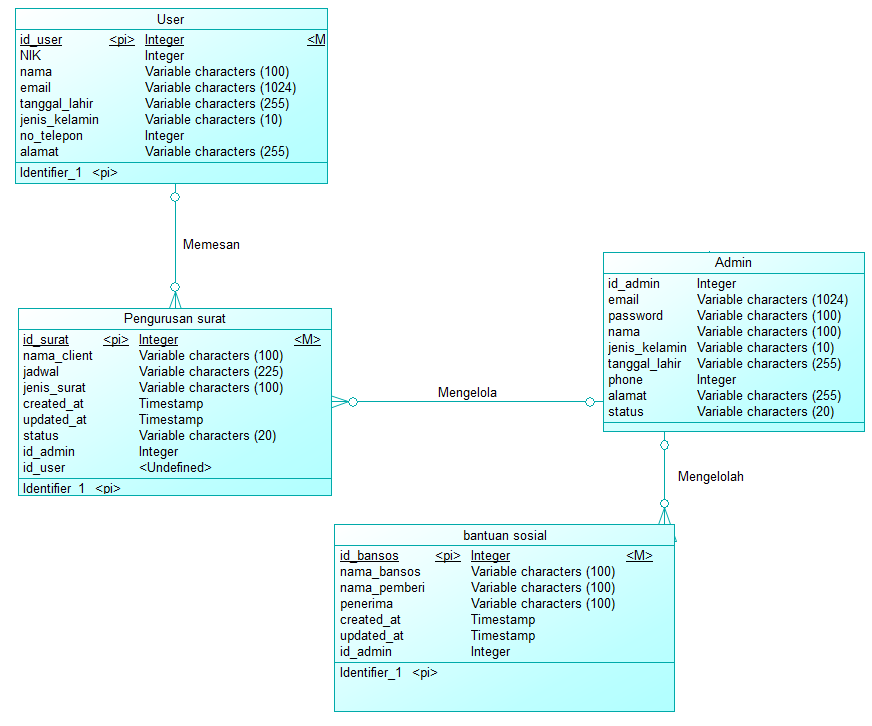 User
id_user <pi> Integer <M
NIK Integer
nama Variable characters (100)
email Variable characters (1024)
tanggal_lahir Variable characters (255)
jenis_kelamin Variable characters (10)
no_telepon Integer
alamat Variable characters (255)
Identifier_1 <pi>
Memesan
Pengurusan surat
id_surat <pi> Integer <M>
nama_client Variable characters (100)
jadwal Variable characters (225)
jenis_surat Variable characters (100)
created_at Timestamp
updated_at Timestamp
status Variable characters (20)
id_admin Integer
id_user <Undefined>
Identifier_1 <pi>
Mengelola
Admin
id_admin Integer
email Variable characters (1024)
password Variable characters (100)
nama Variable characters (100)
jenis_kelamin Variable characters (10)
tanggal_lahir Variable characters (255)
phone Integer
alamat Variable characters (255)
status Variable characters (20)
Mengelolah
bantuan sosial
id_bansos <pi> Integer <M>
nama_bansos Variable characters (100)
nama_pemberi Variable characters (100)
penerima Variable characters (100)
created_at Timestamp
updated_at Timestamp
id_admin Integer
Identifier_1 <pi>